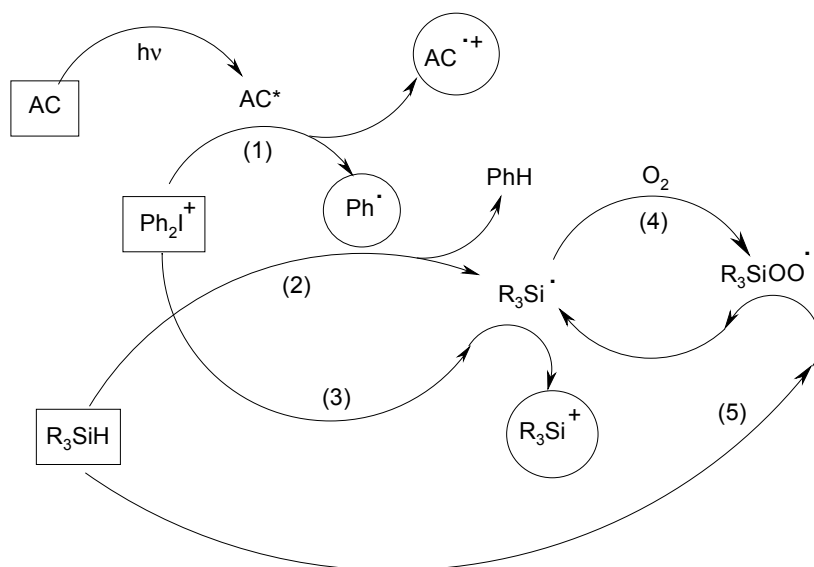 hν
AC
AC*
AC·⁺
(1)
Ph₂I⁺
Ph·
PhH
O₂
(4)
(2)
R₃Si·
R₃SiOO·
(3)
R₃SiH
R₃Si⁺
(5)